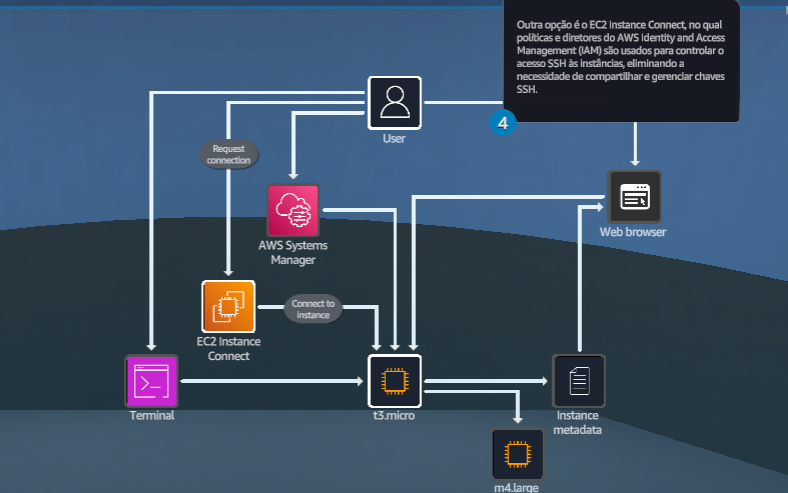 Outra opção é o EC2 Instance Connect, no qual
políticas e diretores do AWS Identity and Access
Management (IAM) são usados para controlar o
acesso SSH às instâncias, eliminando a
necessidade de compartilhar e gerenciar chaves
SSH.
4
User
Request
connection
AWS Systems
Manager
Web browser
Connect to
instance
EC2 Instance
Connect
Terminal
t3.micro
Instance
metadata
m4.large